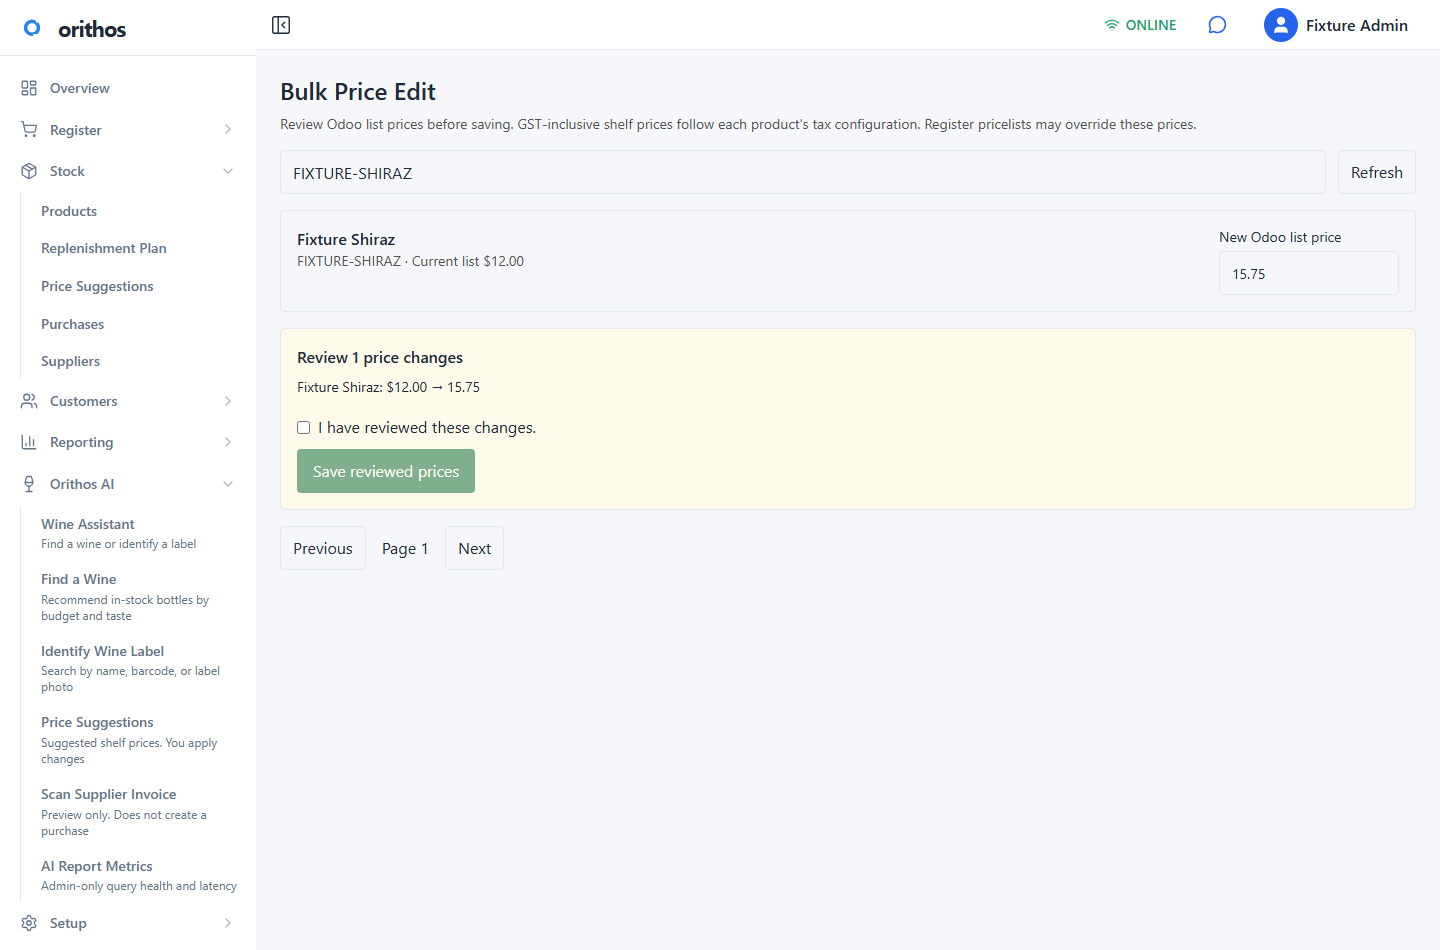 orithos
ONLINE
Fixture Admin
Overview
Register
Stock
Products
Replenishment Plan
Price Suggestions
Purchases
Suppliers
Customers
Reporting
Orithos AI
Wine Assistant
Find a wine or identify a label
Find a Wine
Recommend in-stock bottles by
budget and taste
Identify Wine Label
Search by name, barcode, or label
photo
Price Suggestions
Suggested shelf prices. You apply
changes
Scan Supplier Invoice
Preview only. Does not create a
purchase
AI Report Metrics
Admin-only query health and latency
Setup
Bulk Price Edit
Review Odoo list prices before saving. GST-inclusive shelf prices follow each product's tax configuration. Register pricelists may override these prices.
FIXTURE-SHIRAZ
Refresh
Fixture Shiraz
FIXTURE-SHIRAZ · Current list $12.00
New Odoo list price
15.75
Review 1 price changes
Fixture Shiraz: $12.00 → 15.75
I have reviewed these changes.
Save reviewed prices
Previous
Page 1
Next